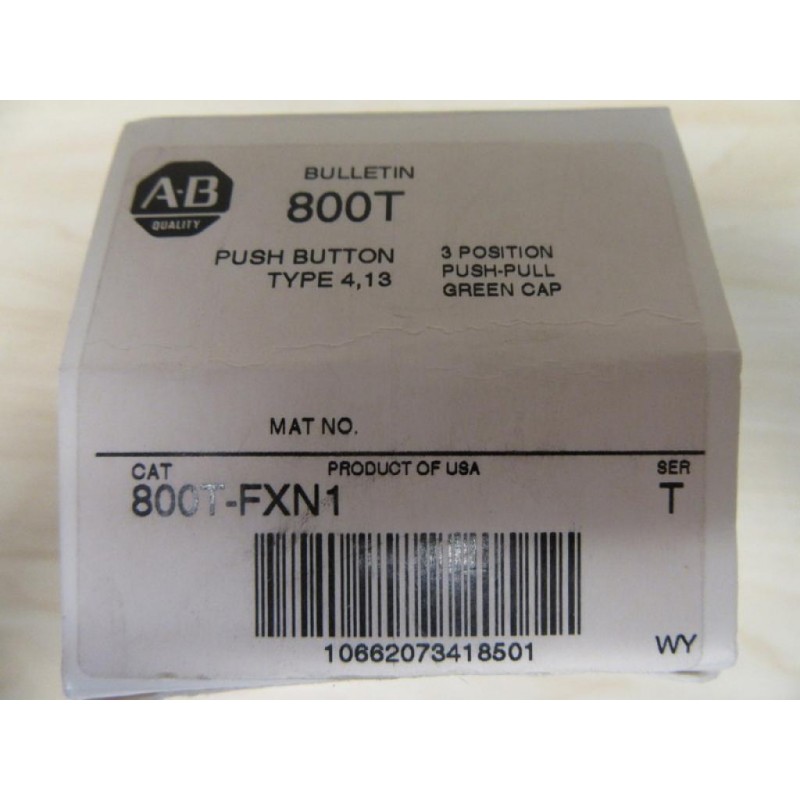 A-B
QUALITY
BULLETIN
800T
PUSH BUTTON
TYPE 4,13
3 POSITION
PUSH-PULL
GREEN CAP
MAT NO.
CAT
PRODUCT OF USA
SER
800T-FXN1
T
10662073418501
WY